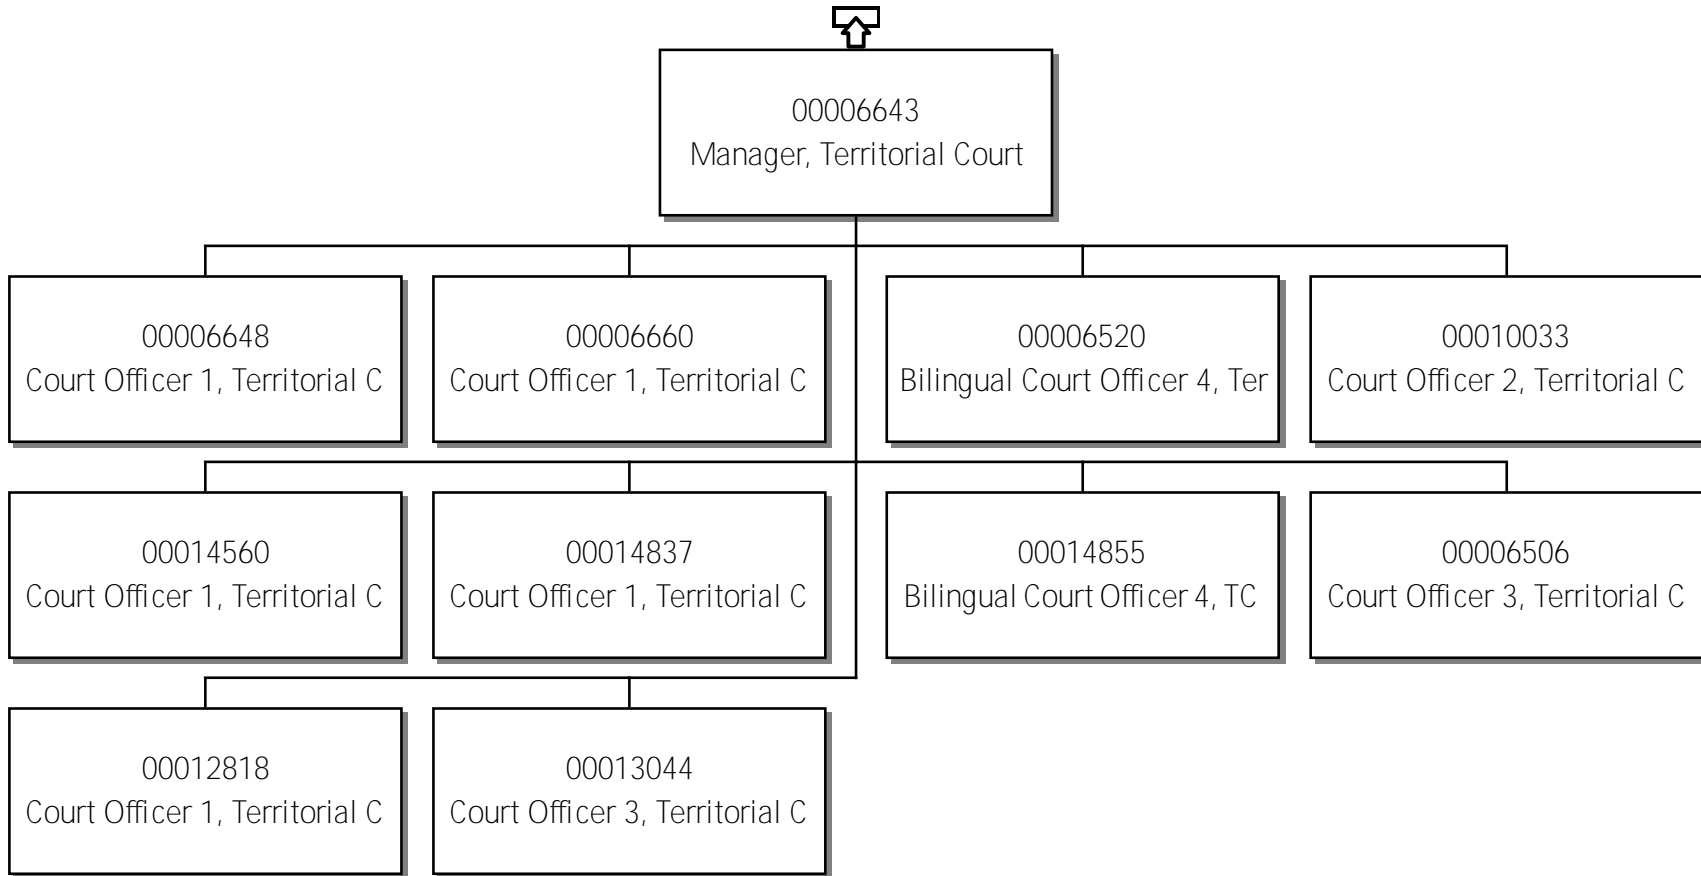 00006643
Manager, Territorial Court
00006648
Court Officer 1, Territorial C
00006660
Court Officer 1, Territorial C
00006520
Bilingual Court Officer 4, Ter
00010033
Court Officer 2, Territorial C
00014560
Court Officer 1, Territorial C
00014837
Court Officer 1, Territorial C
00014855
Bilingual Court Officer 4, TC
00006506
Court Officer 3, Territorial C
00012818
Court Officer 1, Territorial C
00013044
Court Officer 3, Territorial C